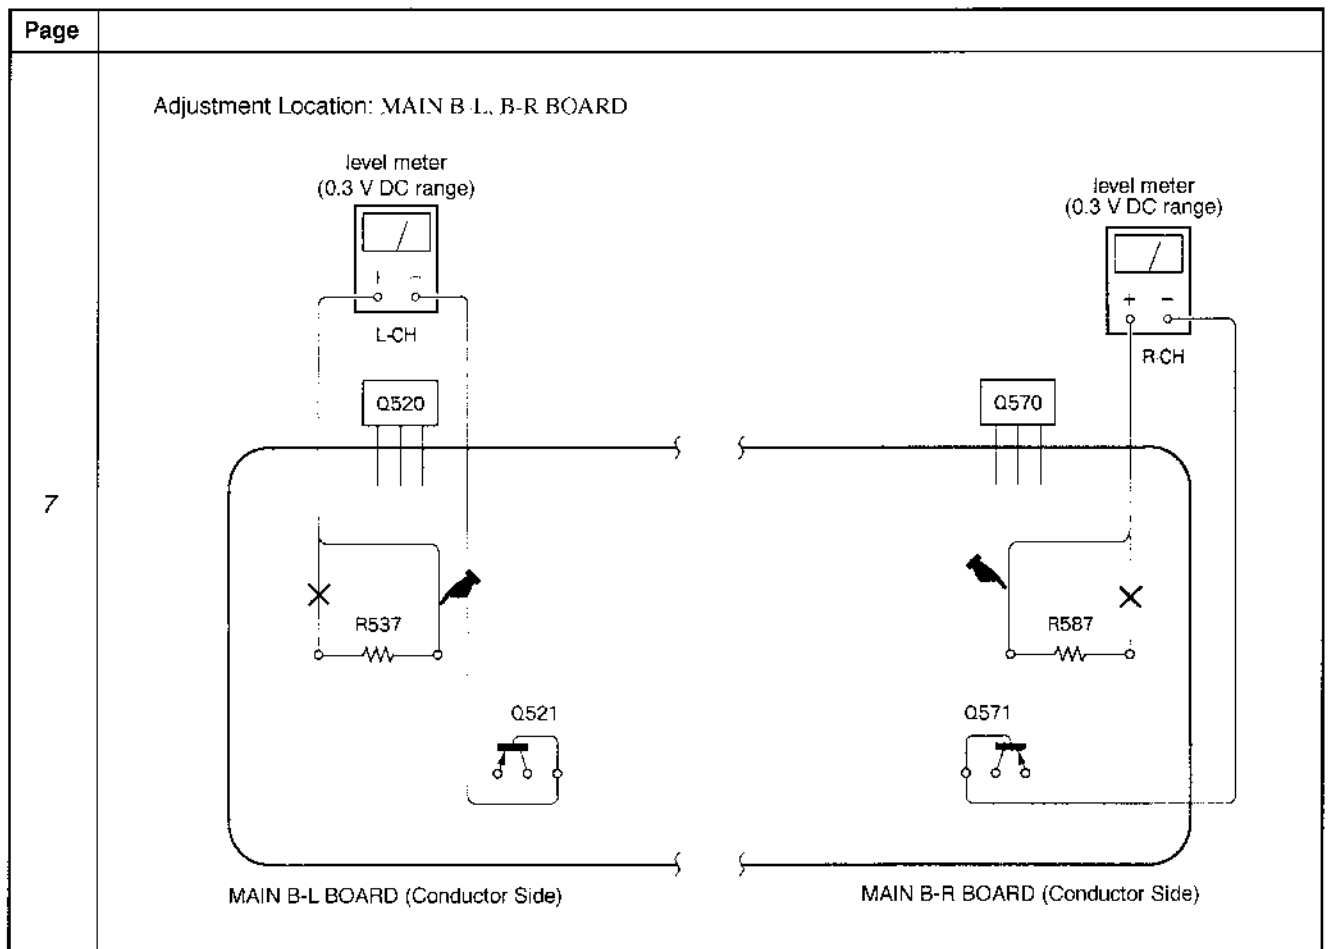 Page
Adjustment Location: MAIN B-L, B-R BOARD
level meter
(0.3 V DC range)
level meter
(0.3 V DC range)
+ −
L-CH
+ −
R-CH
Q520
Q570
7
R537
R587
Q521
Q571
MAIN B-L BOARD (Conductor Side)
MAIN B-R BOARD (Conductor Side)